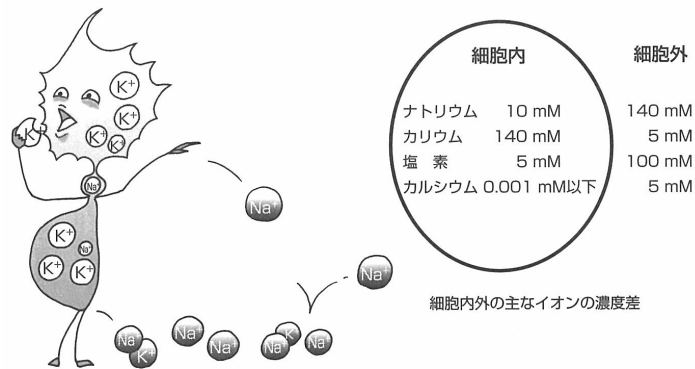 細胞内 細胞外
ナトリウム 10 mM 140 mM
カリウム 140 mM 5 mM
塩 素 5 mM 100 mM
カルシウム 0.001 mM以下 5 mM
細胞内外の主なイオンの濃度差
K+
K+
K+
K+
K+
Na+
Na+
K+
Na+
K+
K+
Na+
Na+
K+
Na+
Na+
Na+
K
Na+